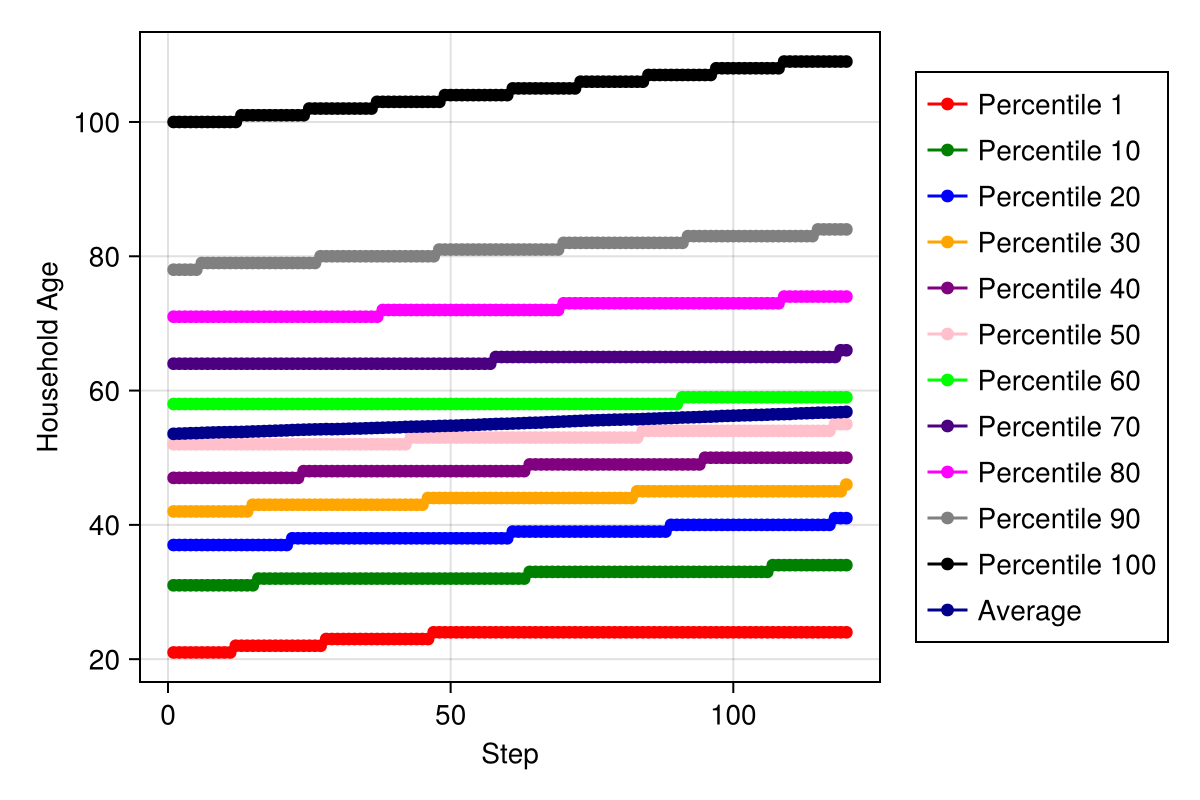 100
80
60
40
20
Household Age
0
50
100
Step
Percentile 1
Percentile 10
Percentile 20
Percentile 30
Percentile 40
Percentile 50
Percentile 60
Percentile 70
Percentile 80
Percentile 90
Percentile 100
Average